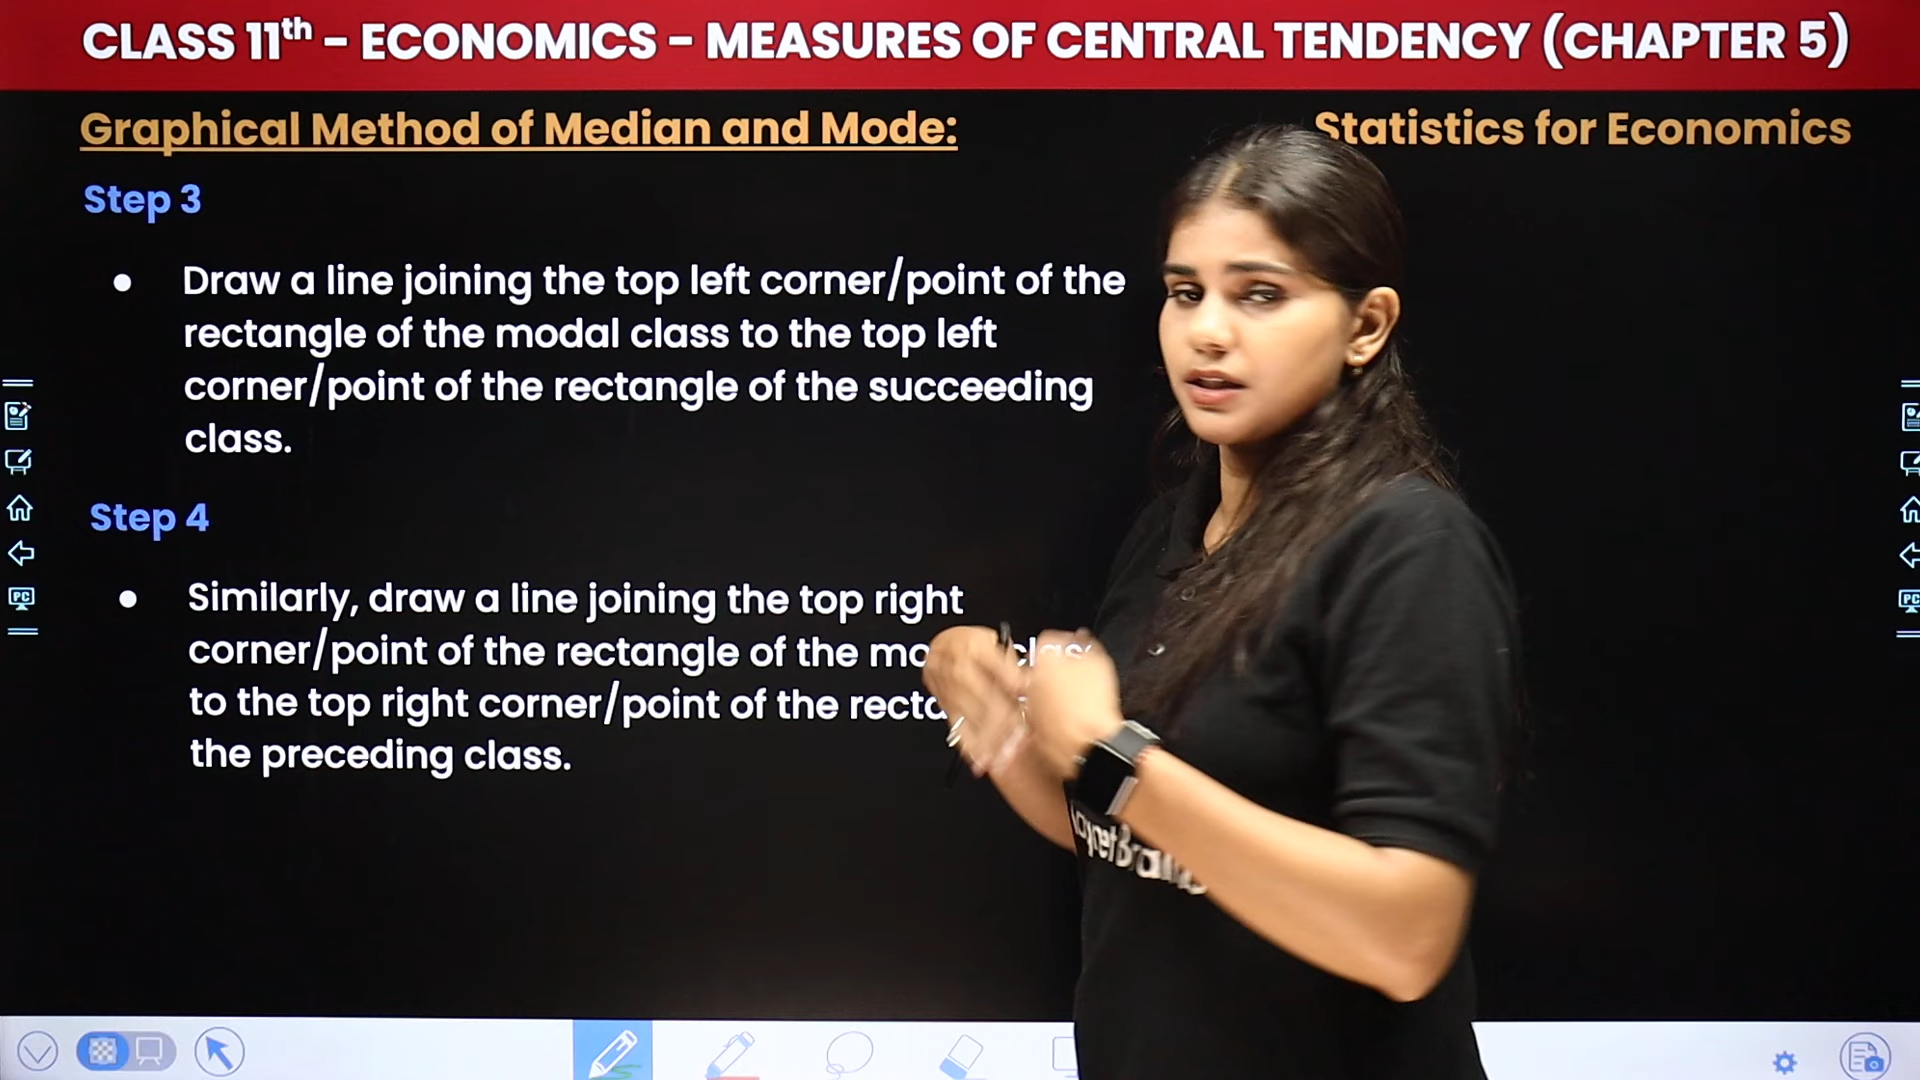 CLASS 11th - ECONOMICS - MEASURES OF CENTRAL TENDENCY (CHAPTER 5)
Graphical Method of Median and Mode:
Statistics for Economics
Step 3
● Draw a line joining the top left corner/point of the
rectangle of the modal class to the top left
corner/point of the rectangle of the succeeding
class.
Step 4
● Similarly, draw a line joining the top right
corner/point of the rectangle of the
to the top right corner/point of the
the preceding class.
PC
PC